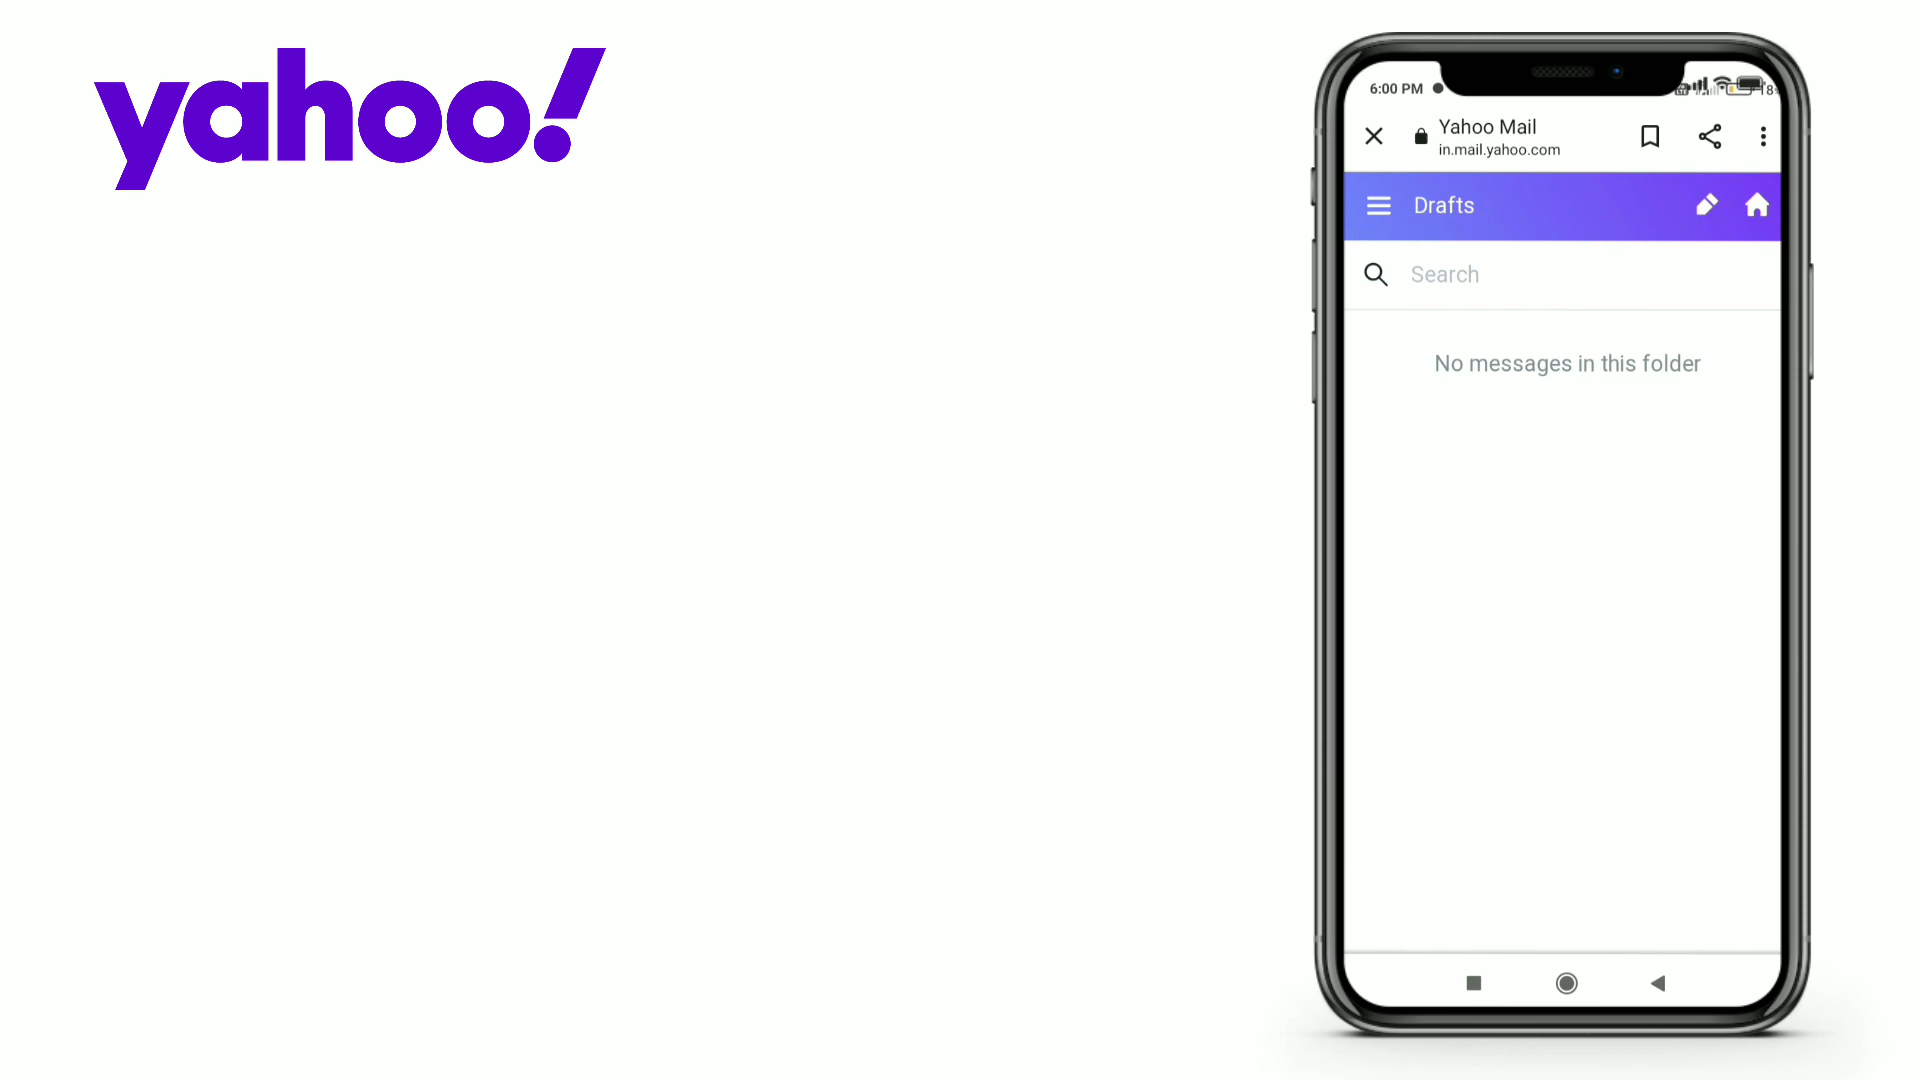 yahoo!
6:00 PM
Yahoo Mail
in.mail.yahoo.com
Drafts
Search
No messages in this folder